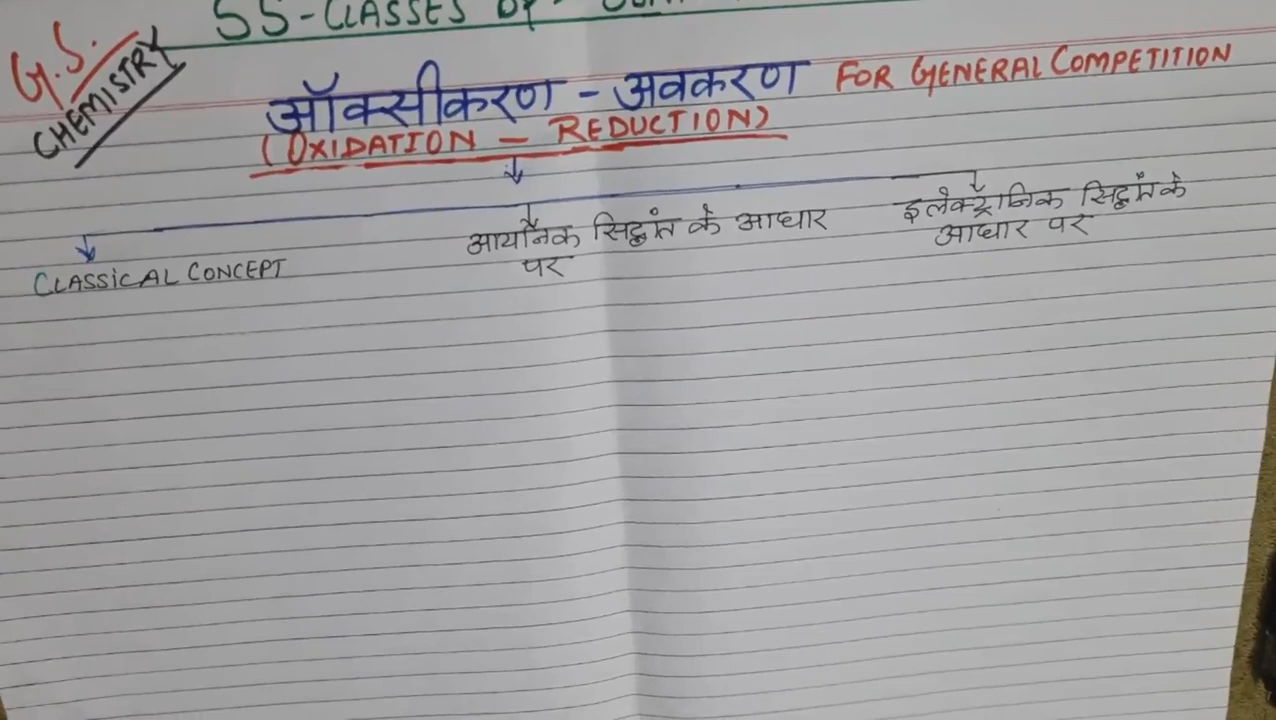 SS-CLASSES BY-
G.S.
CHEMISTRY
ऑक्सीकरण - अवकरण FOR GENERAL COMPETITION
(OXIDATION - REDUCTION)
CLASSICAL CONCEPT
आयनिक सिद्धांत के आधार
पर
इलेक्ट्रानिक सिद्धांत के
आधार पर